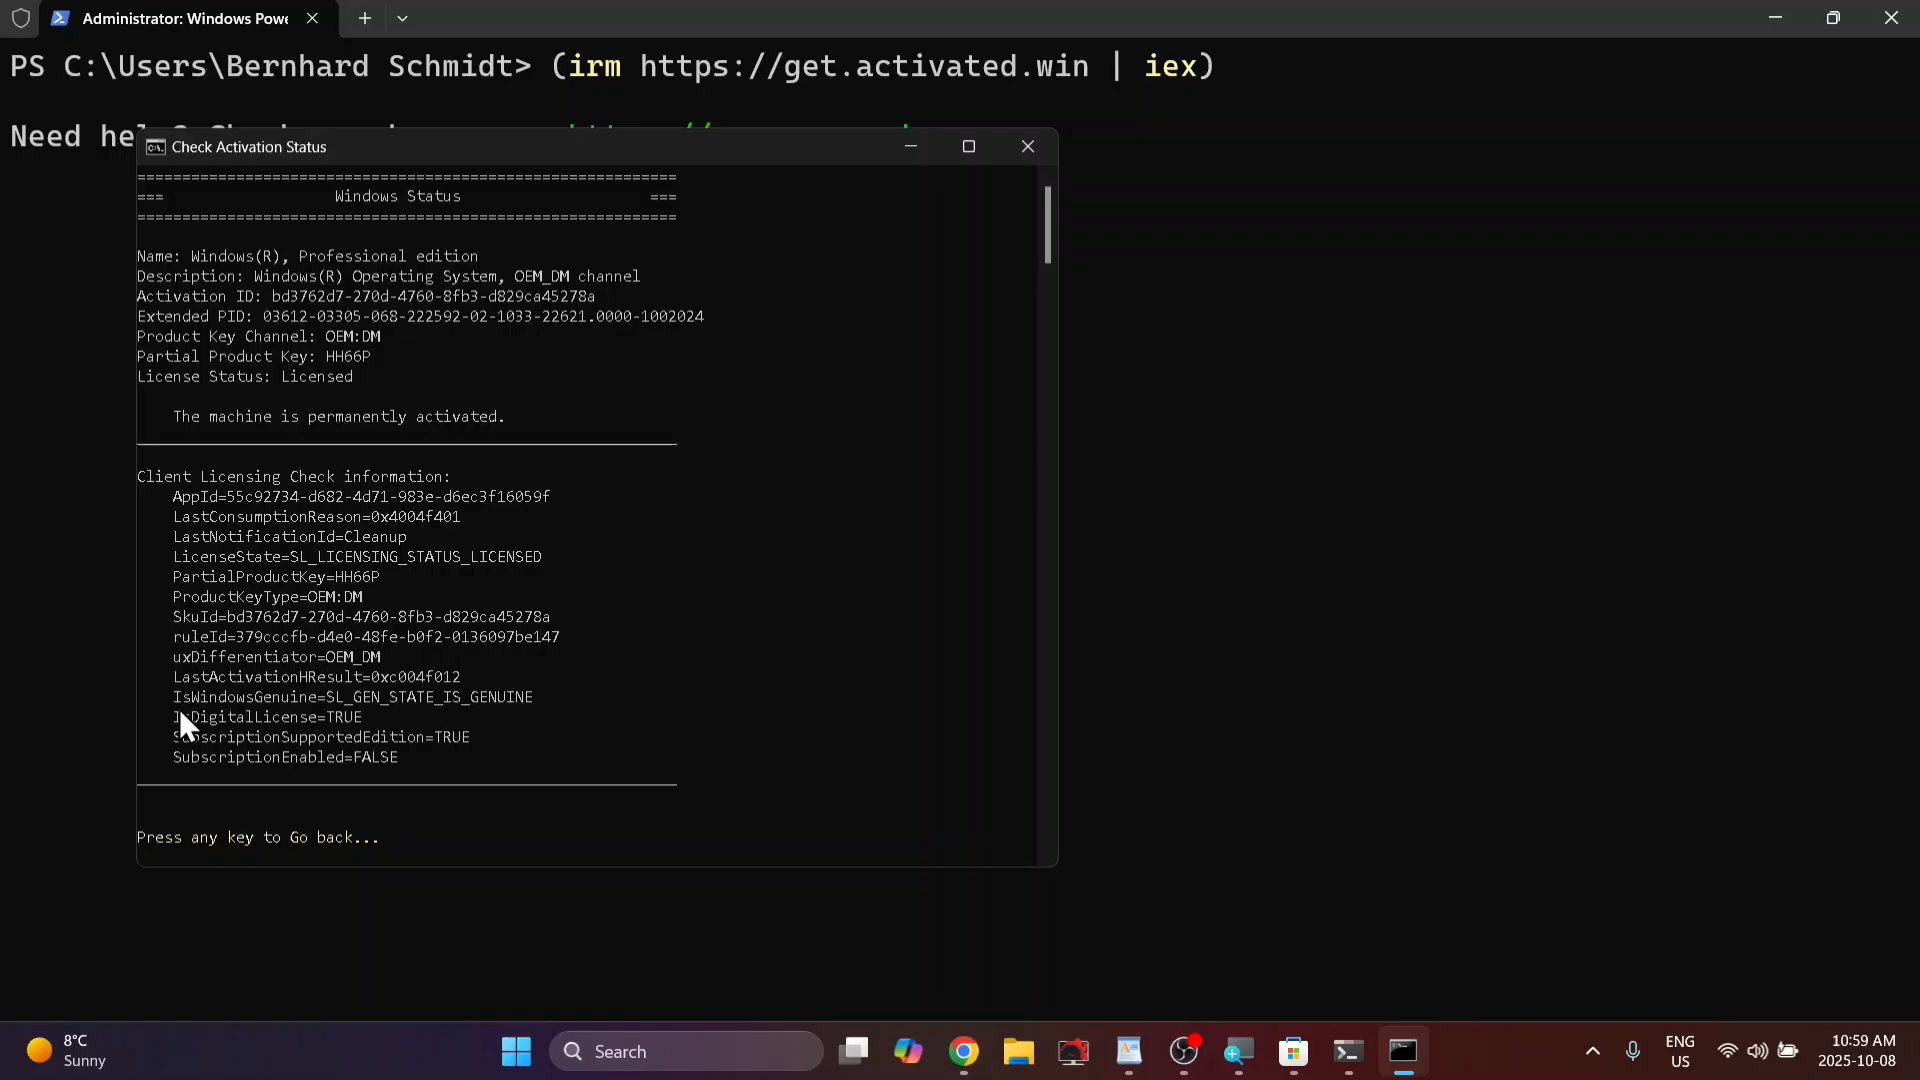 Administrator: Windows Powe
PS C:\Users\Bernhard Schmidt> (irm https://get.activated.win | iex)
Need
Check Activation Status
============================================================
===                   Windows Status                     ===
============================================================
Name: Windows(R), Professional edition
Description: Windows(R) Operating System, OEM_DM channel
Activation ID: bd3762d7-270d-4760-8fb3-d829ca45278a
Extended PID: 03612-03305-068-222592-02-1033-22621.0000-1002024
Product Key Channel: OEM:DM
Partial Product Key: HH66P
License Status: Licensed
The machine is permanently activated.
Client Licensing Check information:
AppId=55c92734-d682-4d71-983e-d6ec3f16059f
LastConsumptionReason=0x4004f401
LastNotificationId=Cleanup
LicenseState=SL_LICENSING_STATUS_LICENSED
PartialProductKey=HH66P
ProductKeyType=OEM:DM
SkuId=bd3762d7-270d-4760-8fb3-d829ca45278a
ruleId=379cccfb-d4e0-48fe-b0f2-0136097be147
uxDifferentiator=OEM_DM
LastActivationHResult=0xc004f012
IsWindowsGenuine=SL_GEN_STATE_IS_GENUINE
IsDigitalLicense=TRUE
SubscriptionSupportedEdition=TRUE
SubscriptionEnabled=FALSE
Press any key to Go back...
8°C
Sunny
Search
ENG
US
10:59 AM
2025-10-08